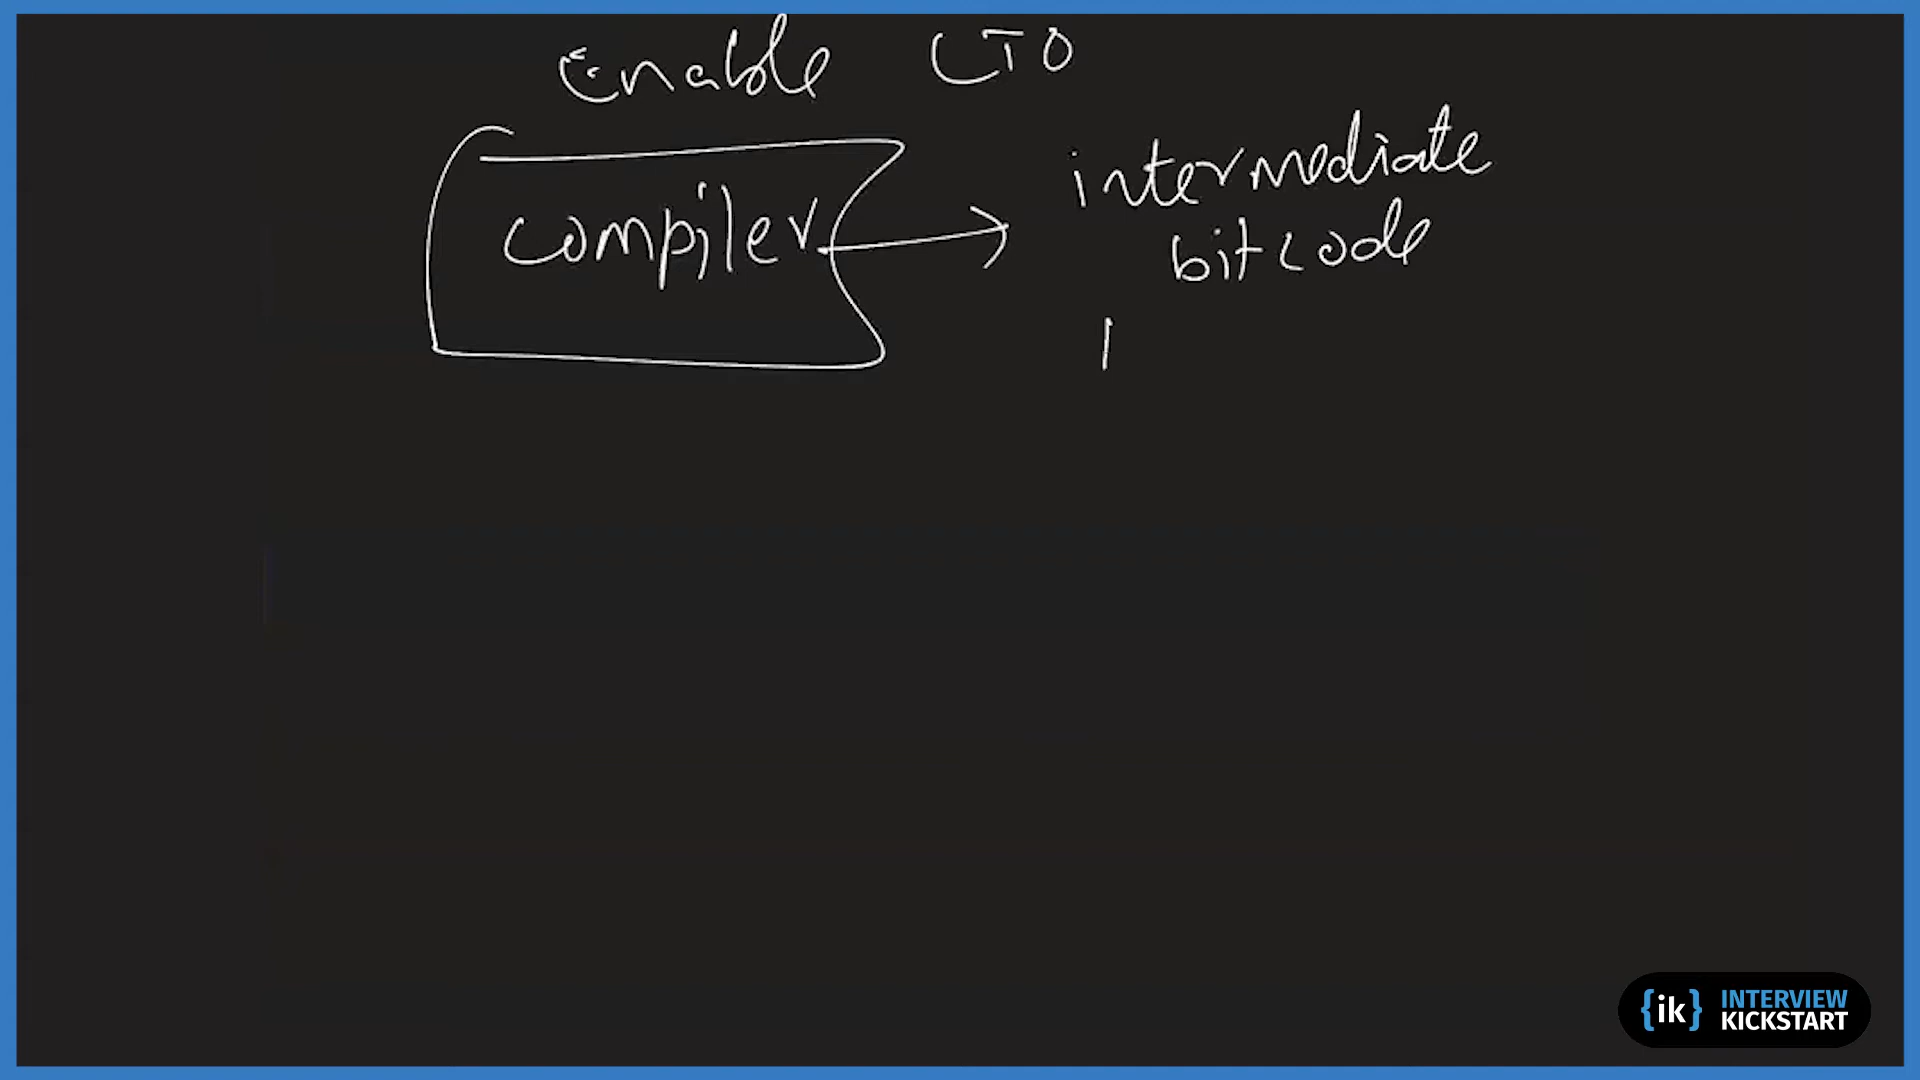 Enable LTO
compiler
intermediate
bitcode
{ik} INTERVIEW
KICKSTART